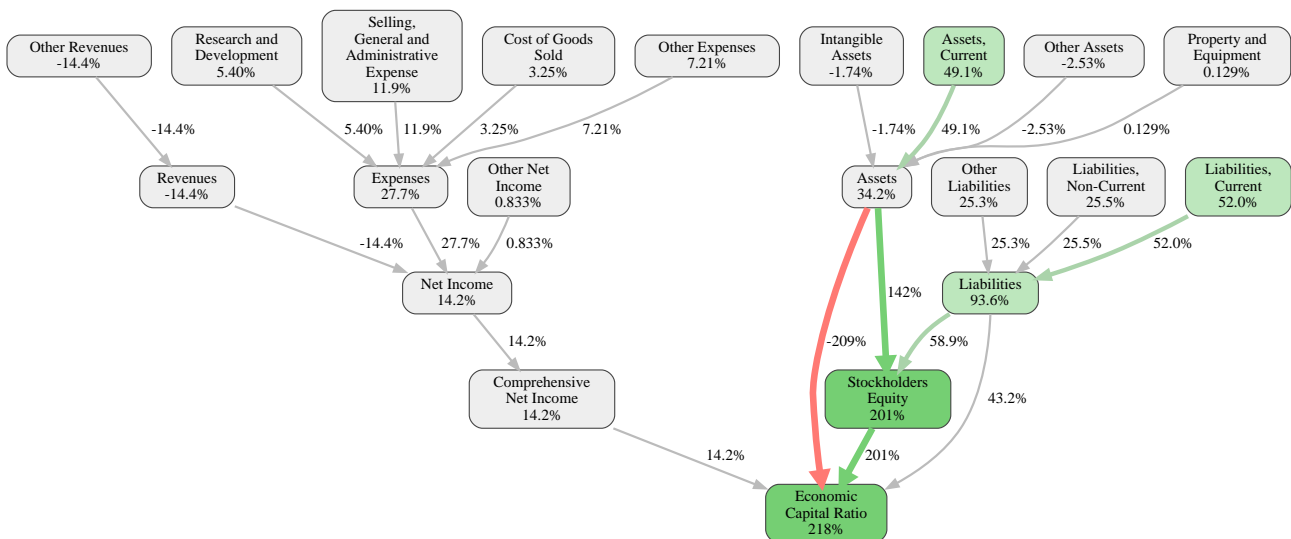 Other Revenues
-14.4%
Research and
Development
5.40%
Selling,
General and
Administrative
Expense
11.9%
Cost of Goods
Sold
3.25%
Other Expenses
7.21%
Intangible
Assets
-1.74%
Assets,
Current
49.1%
Other Assets
-2.53%
Property and
Equipment
0.129%
-14.4%
5.40%
11.9%
3.25%
7.21%
-1.74%
49.1%
-2.53%
0.129%
Revenues
-14.4%
Expenses
27.7%
Other Net
Income
0.833%
Assets
34.2%
Other
Liabilities
25.3%
Liabilities,
Non-Current
25.5%
Liabilities,
Current
52.0%
-14.4%
27.7%
0.833%
25.3%
25.5%
52.0%
Net Income
14.2%
142%
Liabilities
93.6%
14.2%
-209%
58.9%
Comprehensive
Net Income
14.2%
Stockholders
Equity
201%
43.2%
14.2%
201%
Economic
Capital Ratio
218%